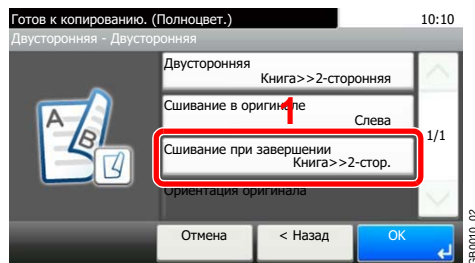 Готов к копированию. (Полноцвет.)
10:10
Двусторонняя - Двусторонняя
Двусторонняя
Книга>>2-сторонняя
Сшивание в оригинале
Слева
1
1/1
Сшивание при завершении
Книга>>2-стор.
Ориентация оригинала
A
B
Отмена
< Назад
OK
GB0010_02